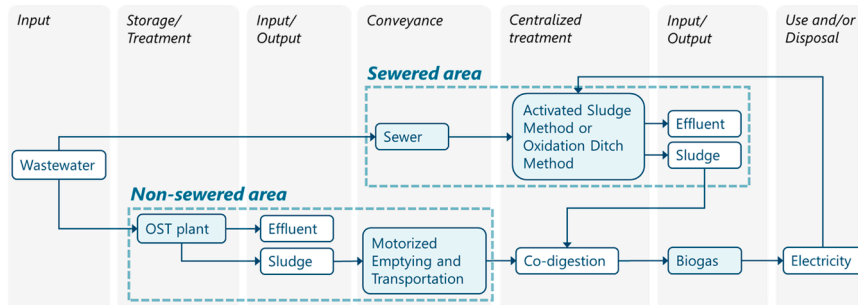 Input
Storage/
Treatment
Input/
Output
Conveyance
Centralized
treatment
Input/
Output
Use and/or
Disposal
Sewered area
Sewer
Activated Sludge
Method or
Oxidation Ditch
Method
Effluent
Sludge
Wastewater
Non-sewered area
OST plant
Effluent
Sludge
Motorized
Emptying and
Transportation
Co-digestion
Biogas
Electricity